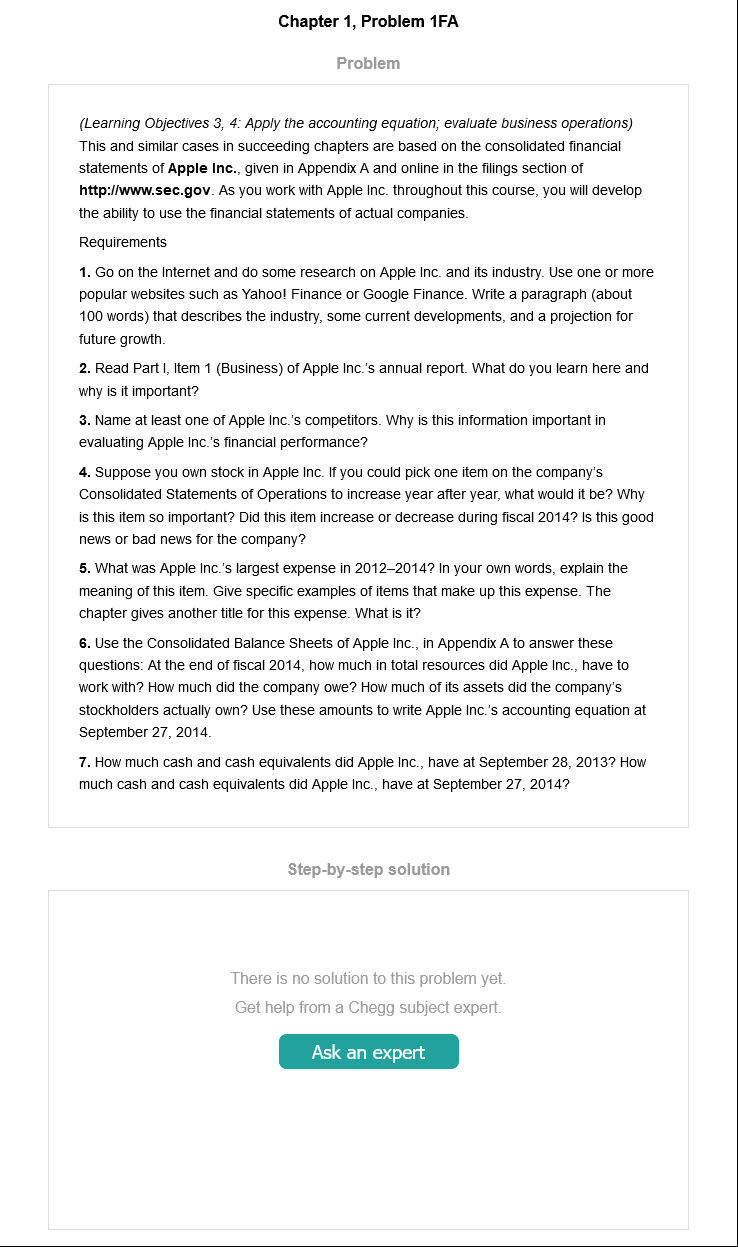 Chapter 1, Problem 1FA
Problem
(Learning Objectives 3, 4: Apply the accounting equation; evaluate business operations)
This and similar cases in succeeding chapters are based on the consolidated financial
statements of Apple Inc., given in Appendix A and online in the filings section of
http://www.sec.gov. As you work with Apple Inc. throughout this course, you will develop
the ability to use the financial statements of actual companies.
Requirements
1. Go on the Internet and do some research on Apple Inc. and its industry. Use one or more
popular websites such as Yahoo! Finance or Google Finance. Write a paragraph (about
100 words) that describes the industry, some current developments, and a projection for
future growth.
2. Read Part I, Item 1 (Business) of Apple Inc.'s annual report. What do you learn here and
why is it important?
3. Name at least one of Apple Inc.'s competitors. Why is this information important in
evaluating Apple Inc.'s financial performance?
4. Suppose you own stock in Apple Inc. If you could pick one item on the company's
Consolidated Statements of Operations to increase year after year, what would it be? Why
is this item so important? Did this item increase or decrease during fiscal 2014? Is this good
news or bad news for the company?
5. What was Apple Inc.'s largest expense in 2012–2014? In your own words, explain the
meaning of this item. Give specific examples of items that make up this expense. The
chapter gives another title for this expense. What is it?
6. Use the Consolidated Balance Sheets of Apple Inc., in Appendix A to answer these
questions: At the end of fiscal 2014, how much in total resources did Apple Inc., have to
work with? How much did the company owe? How much of its assets did the company's
stockholders actually own? Use these amounts to write Apple Inc.'s accounting equation at
September 27, 2014.
7. How much cash and cash equivalents did Apple Inc., have at September 28, 2013? How
much cash and cash equivalents did Apple Inc., have at September 27, 2014?
Step-by-step solution
There is no solution to this problem yet.
Get help from a Chegg subject expert.
Ask an expert